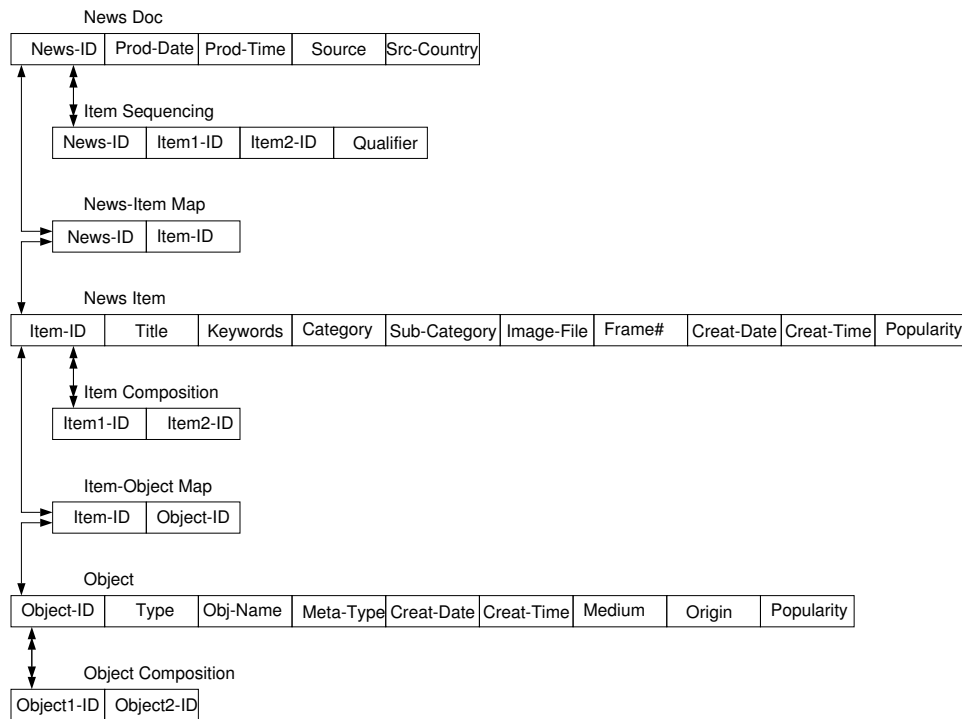 News Doc
News-ID Prod-Date Prod-Time Source Src-Country
Item Sequencing
News-ID Item1-ID Item2-ID Qualifier
News-Item Map
News-ID Item-ID
News Item
Item-ID Title Keywords Category Sub-Category Image-File Frame# Creat-Date Creat-Time Popularity
Item Composition
Item1-ID Item2-ID
Item-Object Map
Item-ID Object-ID
Object
Object-ID Type Obj-Name Meta-Type Creat-Date Creat-Time Medium Origin Popularity
Object Composition
Object1-ID Object2-ID